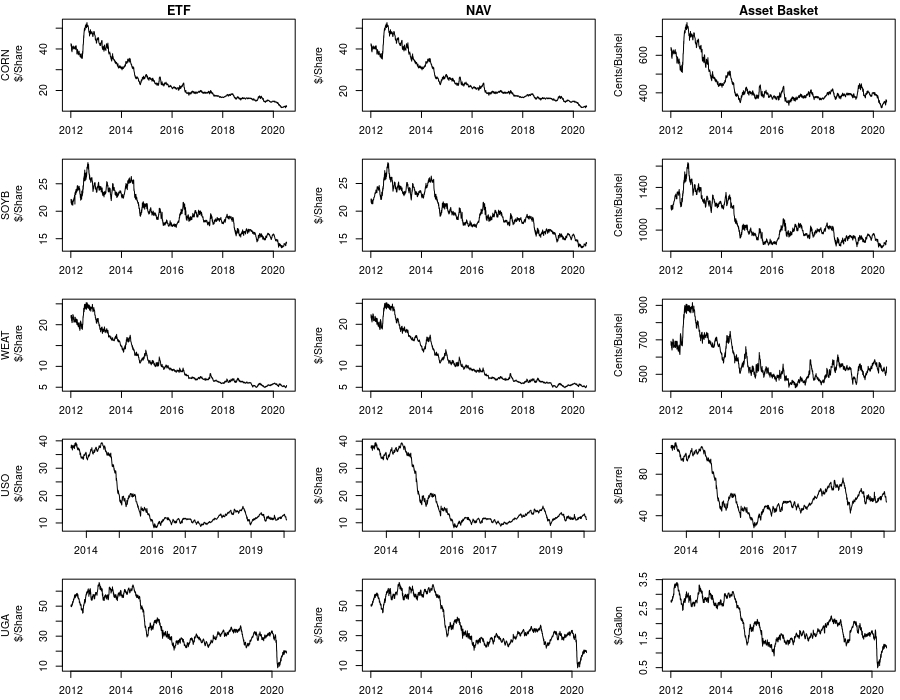 ETF NAV Asset Basket
CORN
$/Share
20 40
2012 2014 2016 2018 2020
$/Share
20 40
2012 2014 2016 2018 2020
Cents/Bushel
400 600
2012 2014 2016 2018 2020
SOYB
$/Share
15 20 25
2012 2014 2016 2018 2020
$/Share
15 20 25
2012 2014 2016 2018 2020
Cents/Bushel
1000 1400
2012 2014 2016 2018 2020
WEAT
$/Share
5 10 20
2012 2014 2016 2018 2020
$/Share
5 10 20
2012 2014 2016 2018 2020
Cents/Bushel
500 700 900
2012 2014 2016 2018 2020
USO
$/Share
10 20 30 40
2014 2016 2017 2019
$/Share
10 20 30 40
2014 2016 2017 2019
$/Barrel
40 80
2014 2016 2017 2019
UGA
$/Share
10 30 50
2012 2014 2016 2018 2020
$/Share
10 30 50
2012 2014 2016 2018 2020
$/Gallon
0.5 1.5 2.5 3.5
2012 2014 2016 2018 2020